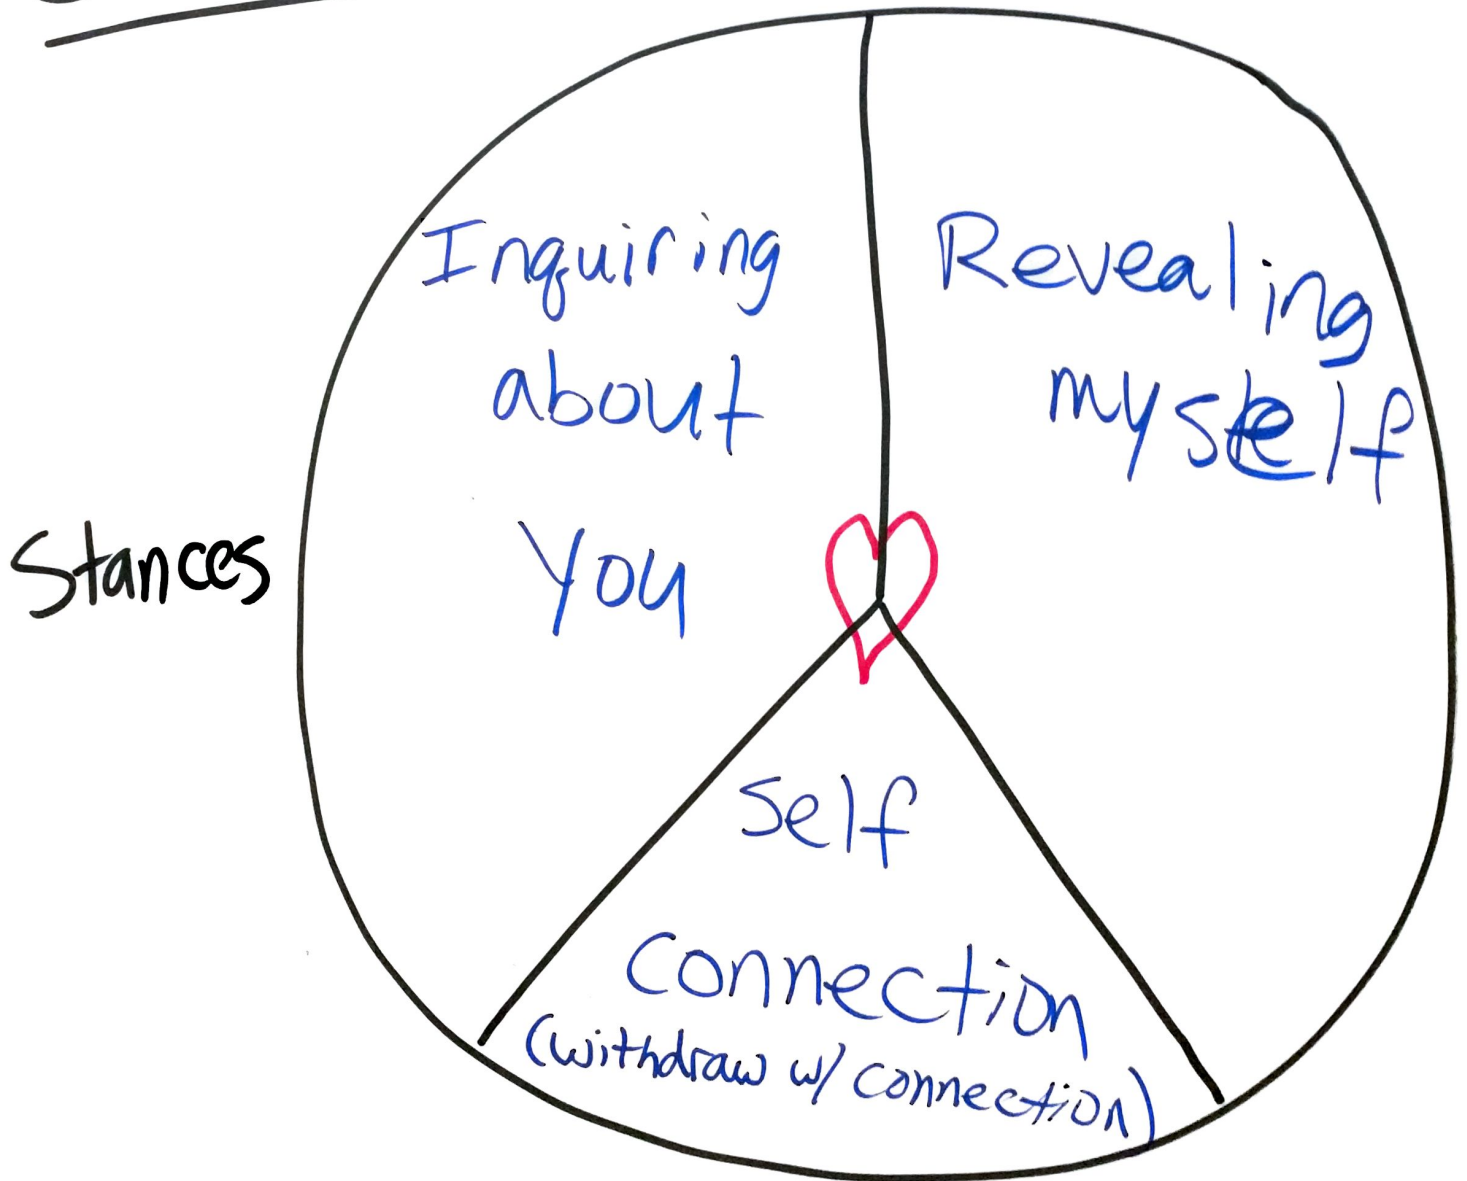 Stances
Inquiring
about
you
Revealing
myself
Self
Connection
(withdraw w/ connection)